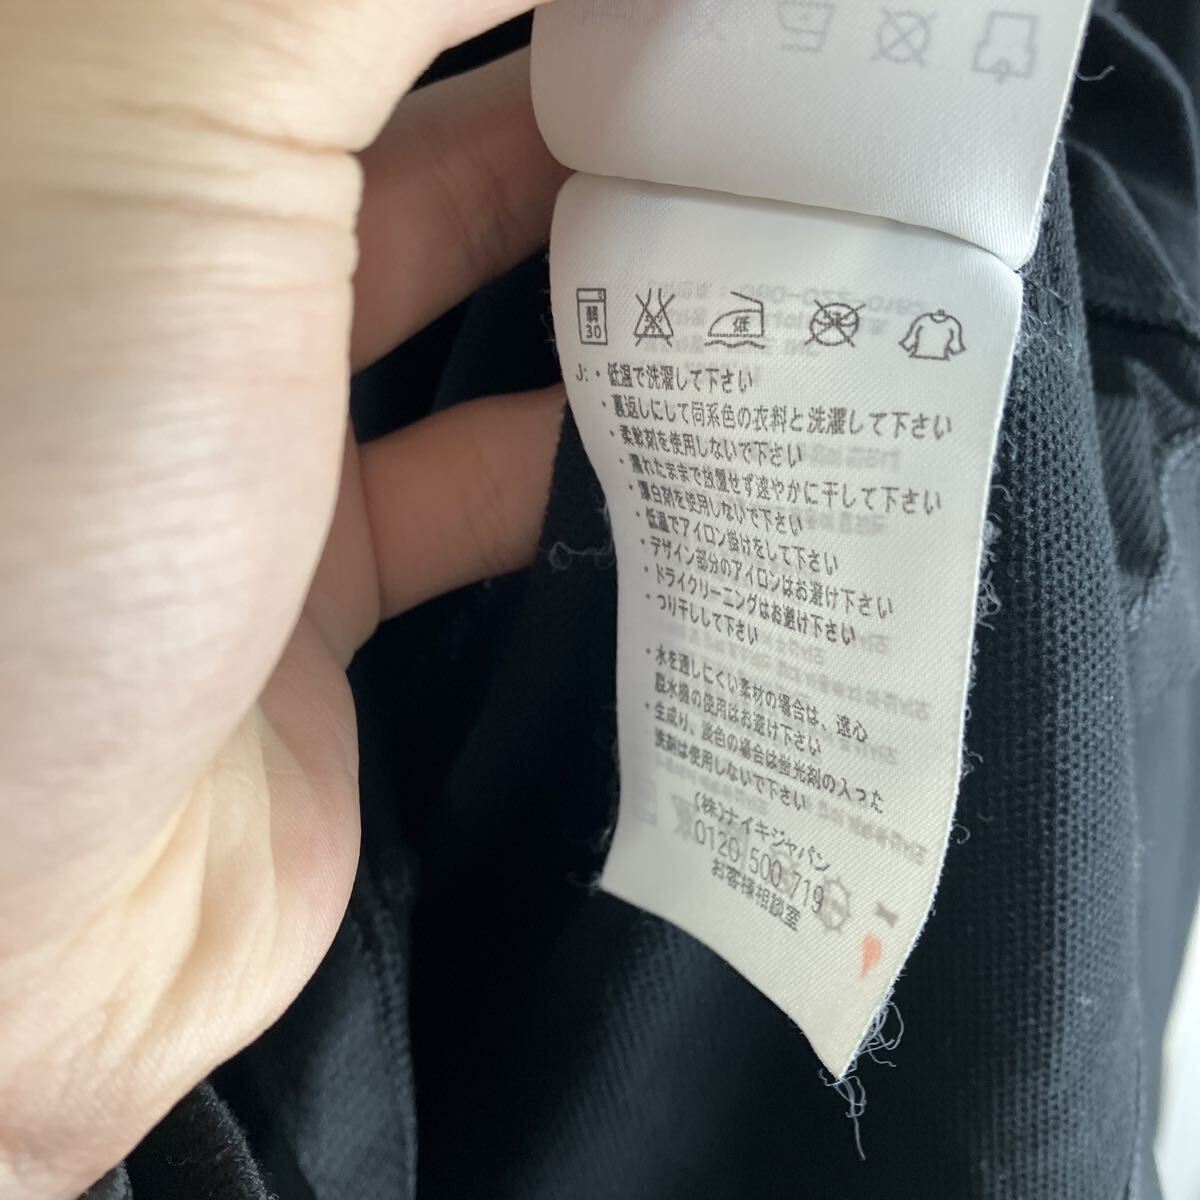 弱
30
低
J:・低温で洗濯して下さい
・裏返しにして同系色の衣料と洗濯して下さい
・柔軟剤を使用しないで下さい
・濡れたままで放置せず速やかに干して下さい
・漂白剤を使用しないで下さい
・低温でアイロン掛けをして下さい
・デザイン部分のアイロンはお避け下さい
・ドライクリーニングはお避け下さい
・つり干しして下さい
・水を通しにくい素材の場合は、遠心
脱水機の使用はお避け下さい
・生成り、淡色の場合は蛍光剤の入った
洗剤は使用しないで下さい
(株)ナイキジャパン
0120 500 719
お客様相談室